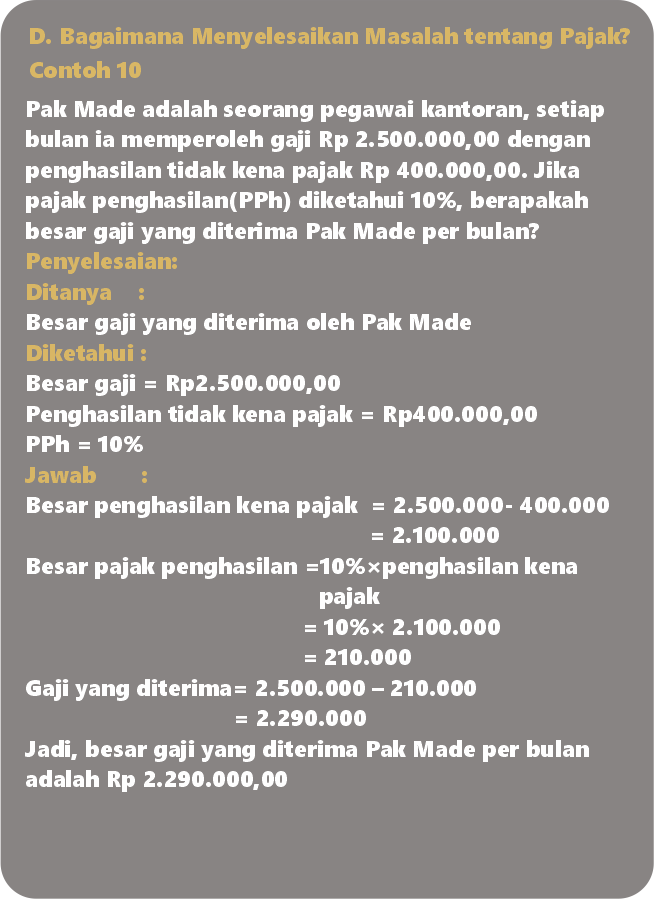 D. Bagaimana Menyelesaikan Masalah tentang Pajak?
Contoh 10
Pak Made adalah seorang pegawai kantoran, setiap
bulan ia memperoleh gaji Rp 2.500.000,00 dengan
penghasilan tidak kena pajak Rp 400.000,00. Jika
pajak penghasilan(PPh) diketahui 10%, berapakah
besar gaji yang diterima Pak Made per bulan?
Penyelesaian:
Ditanya :
Besar gaji yang diterima oleh Pak Made
Diketahui :
Besar gaji = Rp2.500.000,00
Penghasilan tidak kena pajak = Rp400.000,00
PPh = 10%
Jawab :
Besar penghasilan kena pajak = 2.500.000- 400.000
= 2.100.000
Besar pajak penghasilan =10%×penghasilan kena
pajak
= 10%× 2.100.000
= 210.000
Gaji yang diterima= 2.500.000 – 210.000
= 2.290.000
Jadi, besar gaji yang diterima Pak Made per bulan
adalah Rp 2.290.000,00